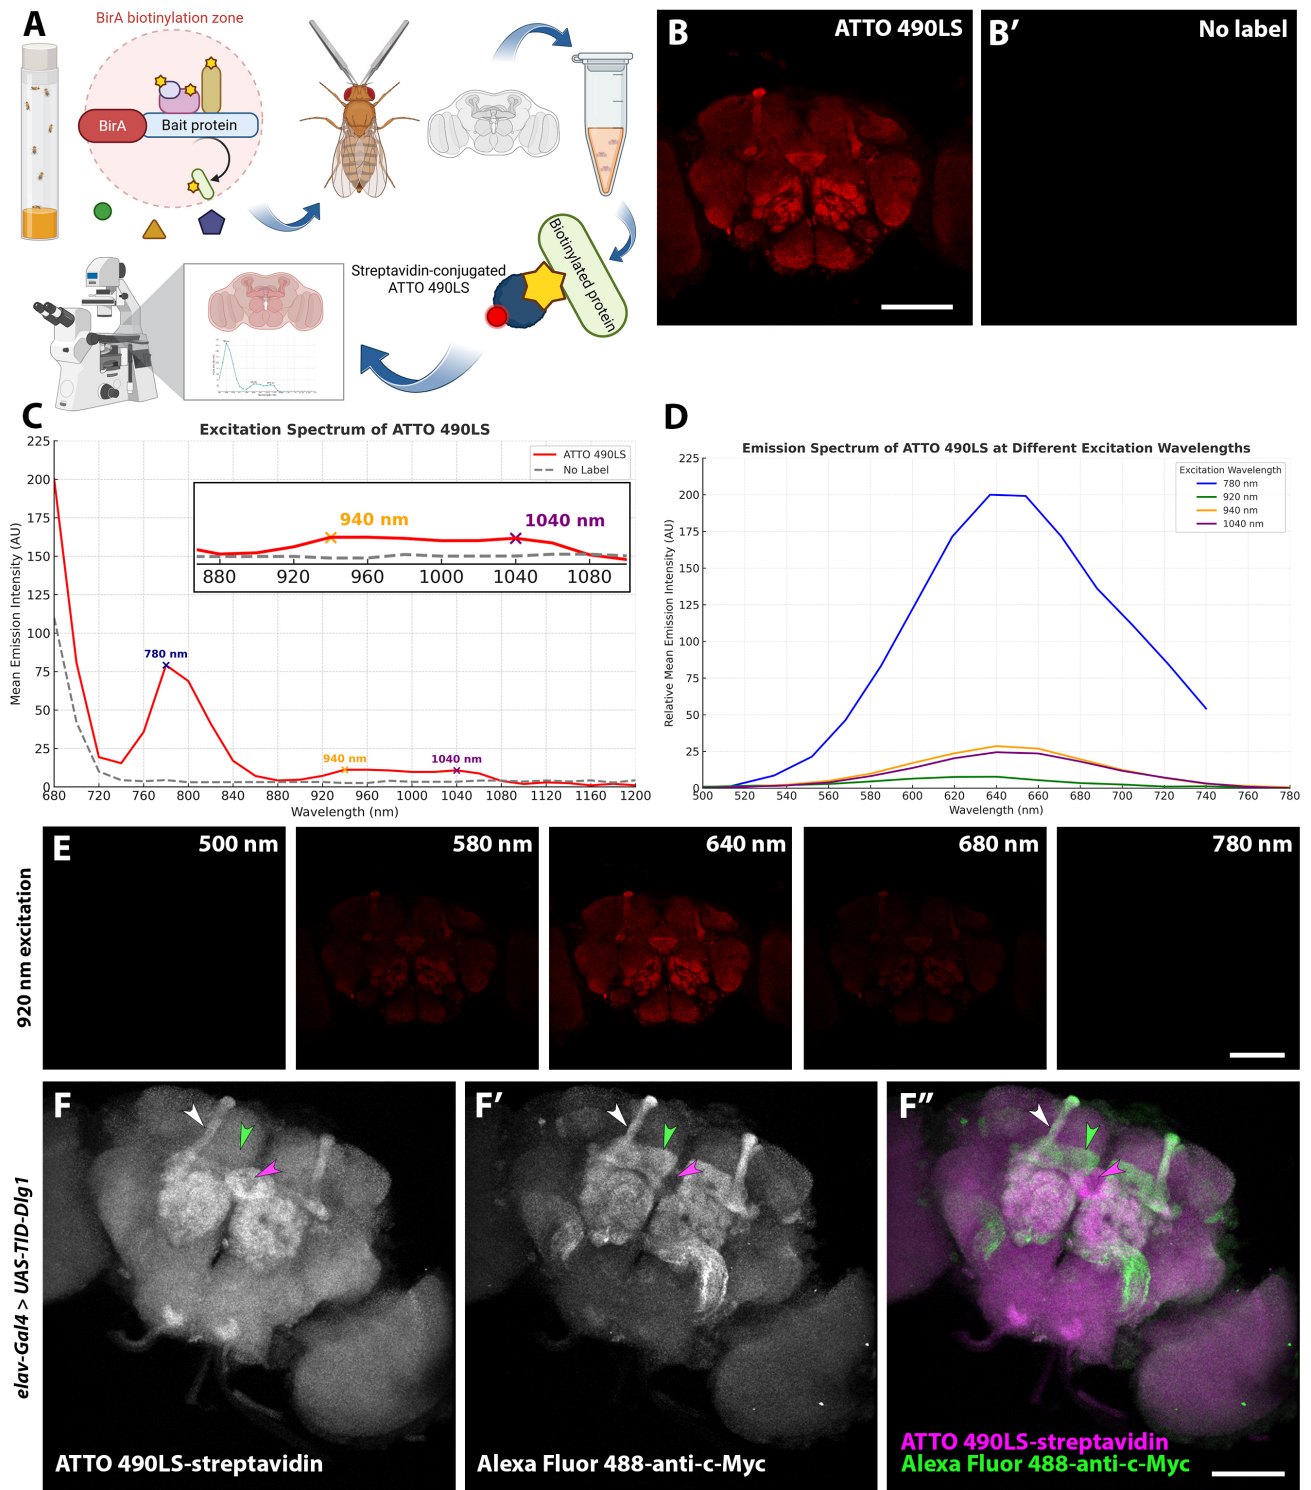 A
BirA biotinylation zone
BirA
Bait protein
Biotinylated protein
Streptavidin-conjugated
ATTO 490LS
B
ATTO 490LS
B′
No label
C
Excitation Spectrum of ATTO 490LS
Mean Emission Intensity (AU)
225
200
175
150
125
100
75
50
25
0
ATTO 490LS
No Label
940 nm
1040 nm
880 920 960 1000 1040 1080
780 nm
940 nm
1040 nm
680 720 760 800 840 880 920 960 1000 1040 1080 1120 1160 1200
Wavelength (nm)
D
Emission Spectrum of ATTO 490LS at Different Excitation Wavelengths
Relative Mean Emission Intensity (AU)
225
200
175
150
125
100
75
50
25
0
Excitation Wavelength
780 nm
920 nm
940 nm
1040 nm
500 520 540 560 580 600 620 640 660 680 700 720 740 760 780
Wavelength (nm)
920 nm excitation
E
500 nm
580 nm
640 nm
680 nm
780 nm
elav-Gal4 > UAS-TID-Dlg1
F
ATTO 490LS-streptavidin
F′
Alexa Fluor 488-anti-c-Myc
F″
ATTO 490LS-streptavidin
Alexa Fluor 488-anti-c-Myc